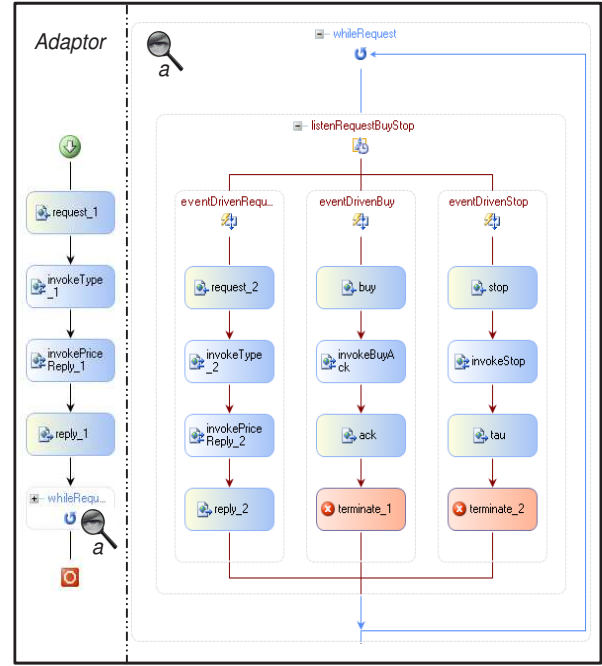 Adaptor
request_1
invokeType
_1
invokePrice
Reply_1
reply_1
whileRequ...
a
a
whileRequest
listenRequestBuyStop
eventDrivenRequ...
eventDrivenBuy
eventDrivenStop
request_2
buy
stop
invokeType
_2
invokeBuyA
ck
invokeStop
invokePrice
Reply_2
ack
tau
reply_2
terminate_1
terminate_2